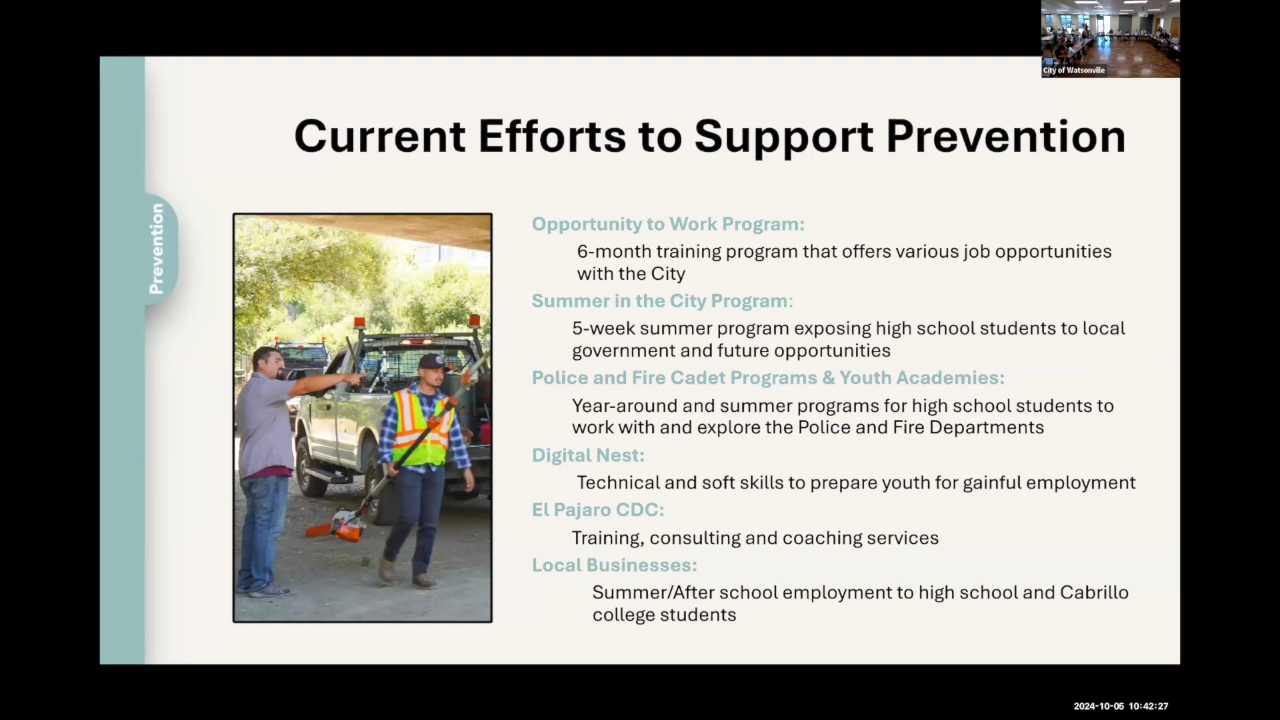 City of Watsonville
Current Efforts to Support Prevention
Prevention
Opportunity to Work Program:
6-month training program that offers various job opportunities
with the City
Summer in the City Program:
5-week summer program exposing high school students to local
government and future opportunities
Police and Fire Cadet Programs & Youth Academies:
Year-around and summer programs for high school students to
work with and explore the Police and Fire Departments
Digital Nest:
Technical and soft skills to prepare youth for gainful employment
El Pajaro CDC:
Training, consulting and coaching services
Local Businesses:
Summer/After school employment to high school and Cabrillo
college students
2024-10-05 10:42:27